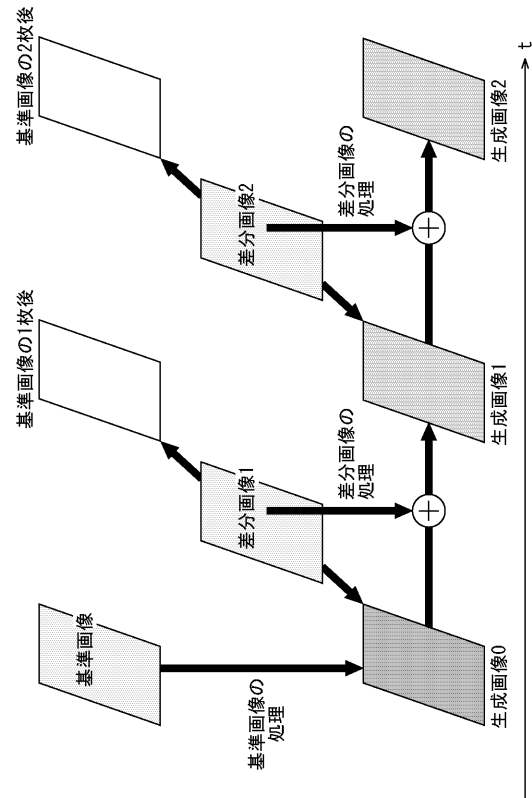 基準画像
基準画像の1枚後
基準画像の2枚後
差分画像1
差分画像2
基準画像の
処理
差分画像の
処理
差分画像の
処理
生成画像0
生成画像1
生成画像2
t